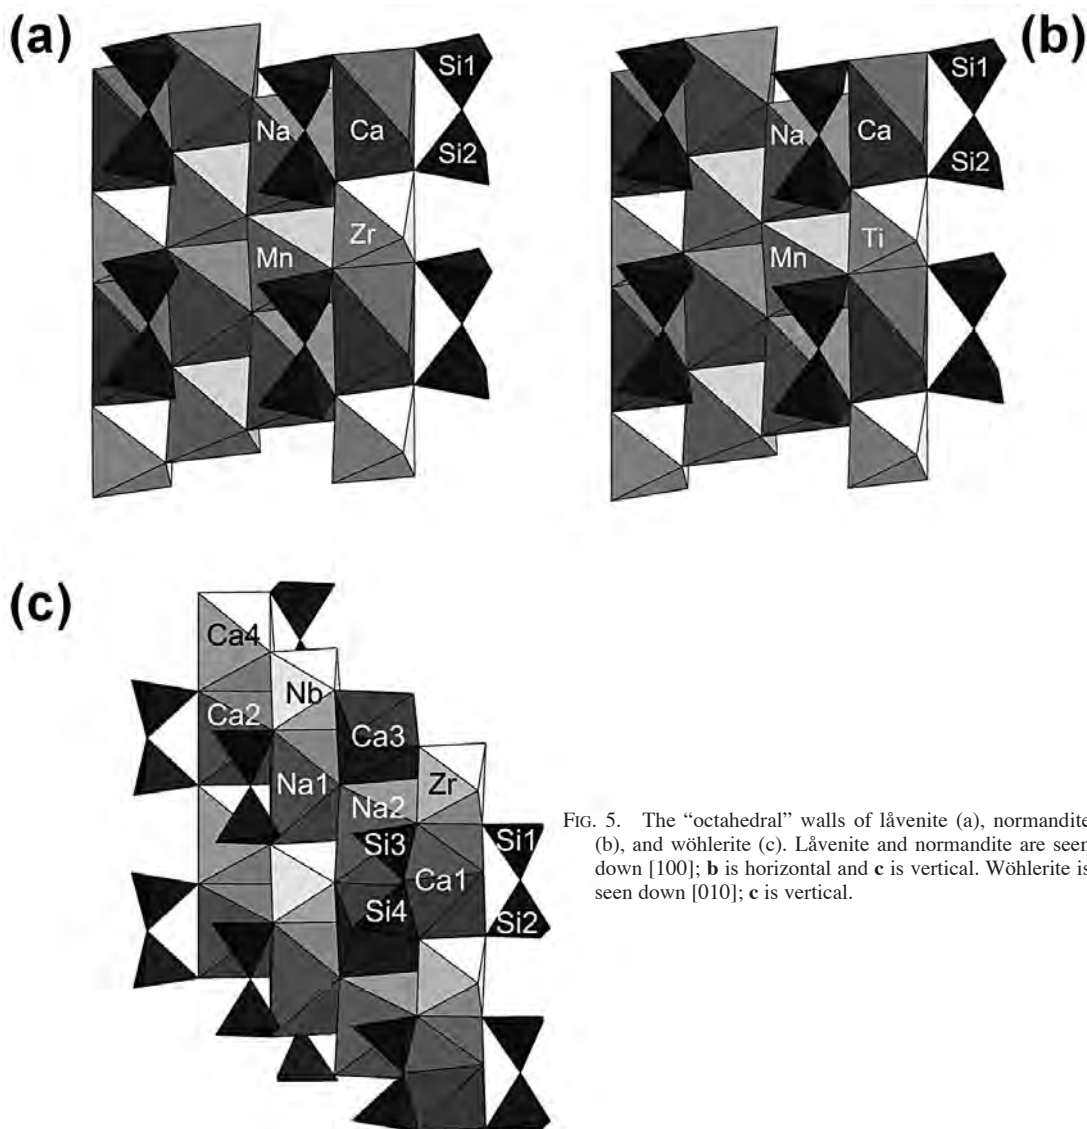 (a)
Si1
Na
Ca
Si2
Zr
Mn
(b)
Si1
Na
Ca
Si2
Ti
Mn
(c)
Ca4
Nb
Ca2
Ca3
Na1
Zr
Na2
Si3
Si1
Ca1
Si4
Si2
FIG. 5. The “octahedral” walls of låvenite (a), normandite
(b), and wöhlerite (c). Låvenite and normandite are seen
down [100]; b is horizontal and c is vertical. Wöhlerite is
seen down [010]; c is vertical.